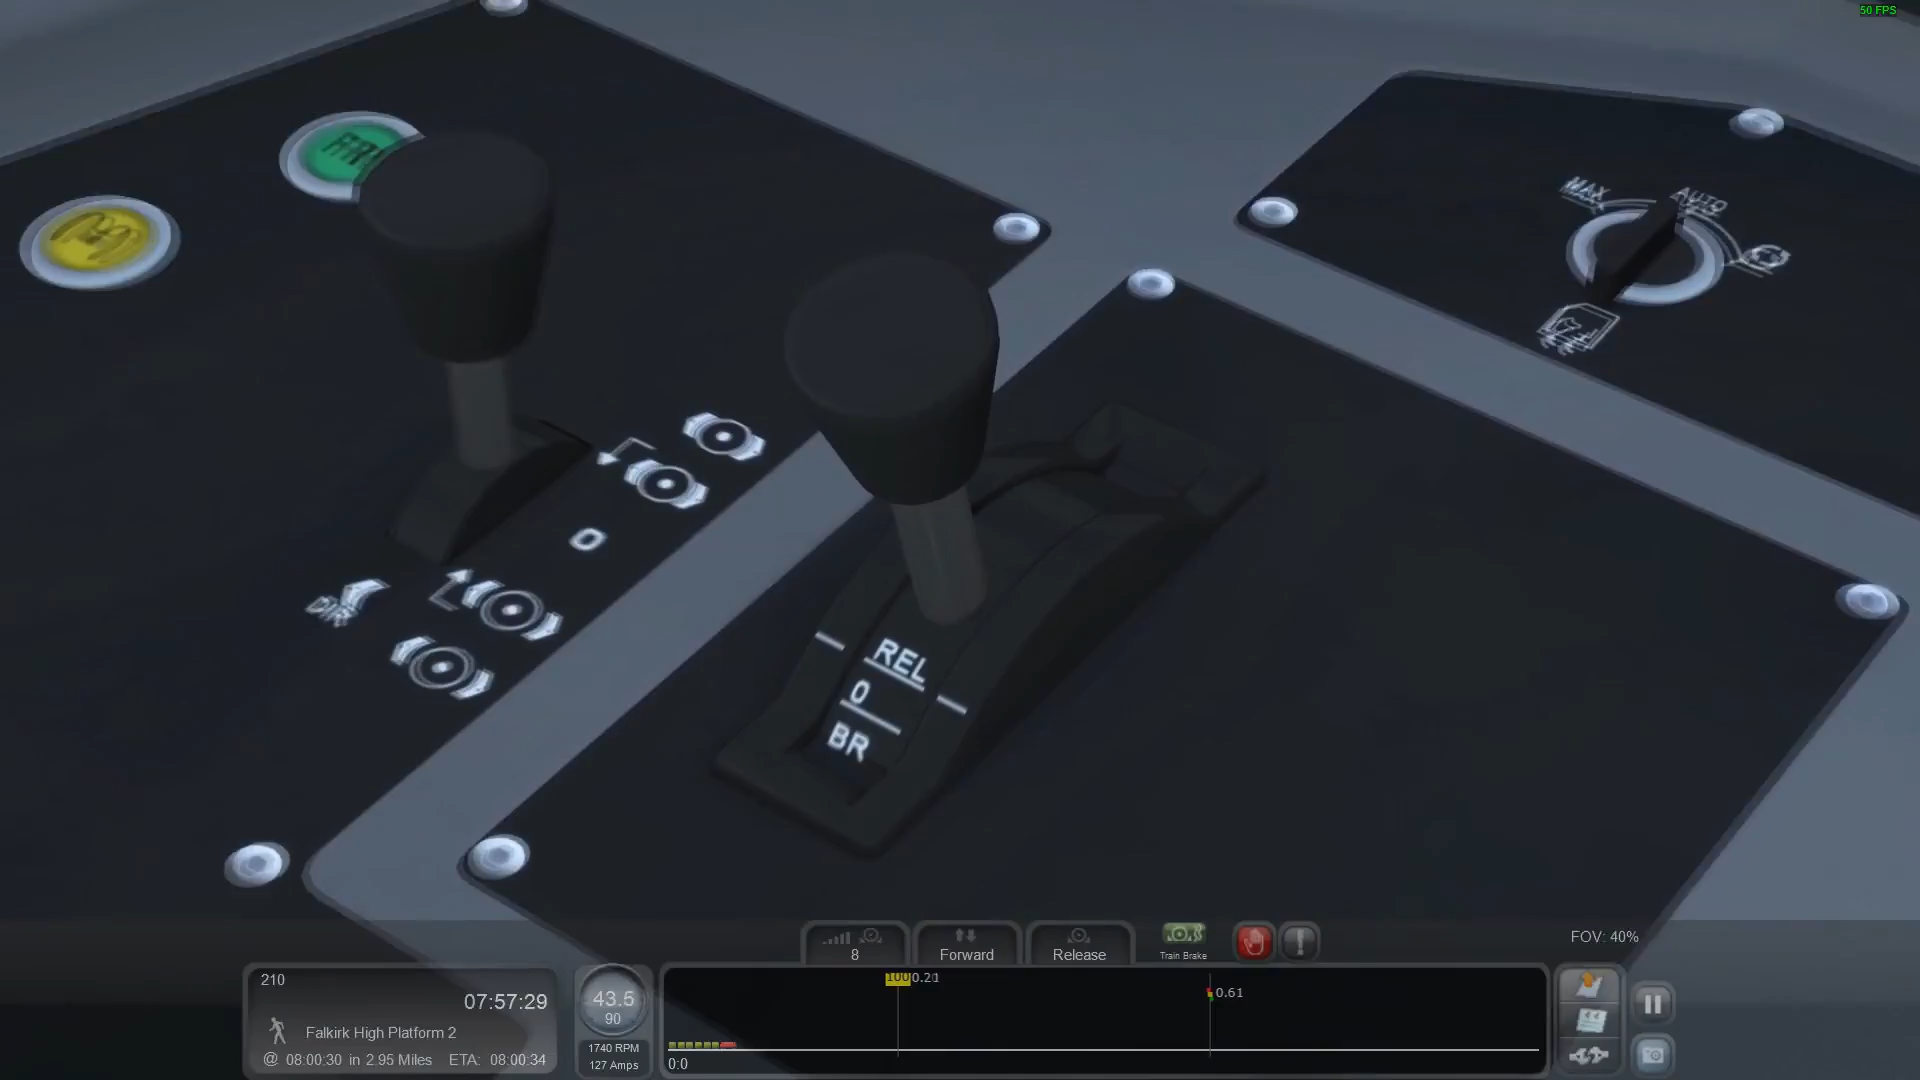 50 FPS
MAX
AUTO
0
DIR
REL
0
BR
FOV: 40%
8
Forward
Release
Train Brake
210
07:57:29
Falkirk High Platform 2
@ 08:00:30 in 2.95 Miles ETA: 08:00:34
43.5
90
1740 RPM
127 Amps
100 0.21
0.61
0:0